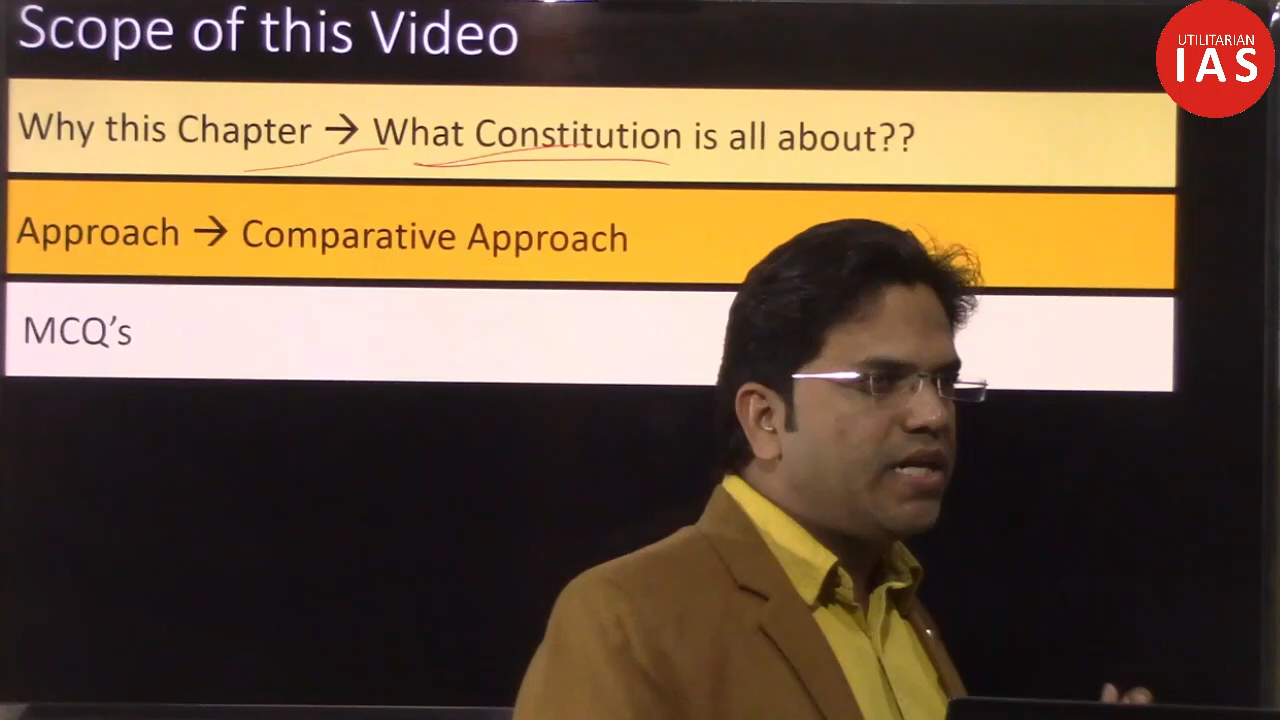 Scope of this Video
UTILITARIAN
IAS
Why this Chapter → What Constitution is all about??
Approach → Comparative Approach
MCQ’s